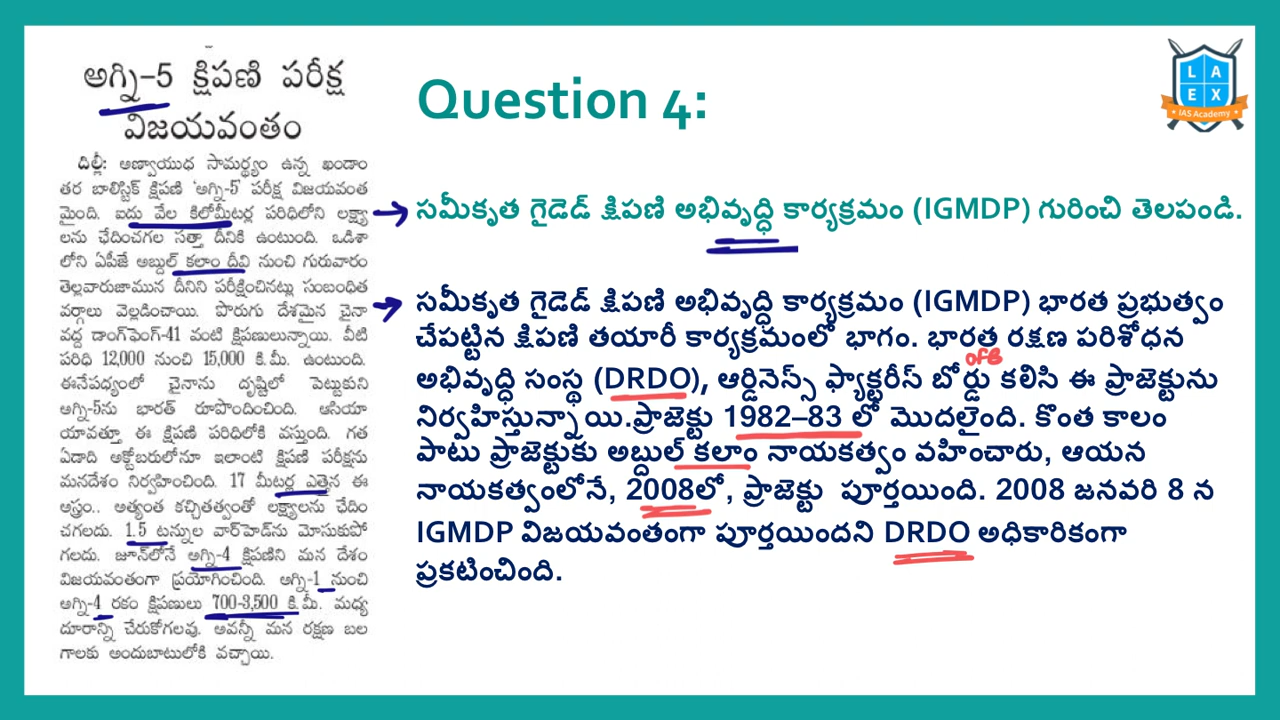 అగ్ని–5 క్షిపణి పరీక్ష
విజయవంతం
దిల్లీ: అణ్వాయుధ సామర్థ్యం ఉన్న ఖండాం
తర బాలిస్టిక్ క్షిపణి 'అగ్ని-5' పరీక్ష విజయవంత
మైంది. ఐదు వేల కిలోమీటర్ల పరిధిలోని లక్ష్యా
లను ఛేదించగల సత్తా దీనికి ఉంటుంది. ఒడిశా
లోని ఏపీజే అబ్దుల్ కలాం దీవి నుంచి గురువారం
తెల్లవారుజామున దీనిని పరీక్షించినట్లు సంబంధిత
వర్గాలు వెల్లడించాయి. పొరుగు దేశమైన చైనా
వద్ద డాంగ్‌ఫెంగ్-41 వంటి క్షిపణులున్నాయి. వీటి
పరిధి 12,000 నుంచి 15,000 కి.మీ. ఉంటుంది.
ఈనేపథ్యంలో చైనాను దృష్టిలో పెట్టుకుని
అగ్ని-5ను భారత్ రూపొందించింది. ఆసియా
యావత్తూ ఈ క్షిపణి పరిధిలోకి వస్తుంది. గత
ఏడాది అక్టోబరులోనూ ఇలాంటి క్షిపణి పరీక్షను
మనదేశం నిర్వహించింది. 17 మీటర్ల ఎత్తైన ఈ
అస్త్రం.. అత్యంత కచ్చితత్వంతో లక్ష్యాలను ఛేదిం
చగలదు. 1.5 టన్నుల వార్‌హెడ్‌ను మోసుకుపో
గలదు. జూన్‌లోనే అగ్ని-4 క్షిపణిని మన దేశం
విజయవంతంగా ప్రయోగించింది. అగ్ని-1 నుంచి
అగ్ని-4 రకం క్షిపణులు 700-3,500 కి.మీ. మధ్య
దూరాన్ని చేరుకోగలవు. అవన్నీ మన రక్షణ బల
గాలకు అందుబాటులోకి వచ్చాయి.
Question 4:
L A
E X
IAS Academy
సమీకృత గైడెడ్ క్షిపణి అభివృద్ధి కార్యక్రమం (IGMDP) గురించి తెలపండి.
సమీకృత గైడెడ్ క్షిపణి అభివృద్ధి కార్యక్రమం (IGMDP) భారత ప్రభుత్వం
చేపట్టిన క్షిపణి తయారీ కార్యక్రమంలో భాగం. భారత రక్షణ పరిశోధన
OFB
అభివృద్ధి సంస్థ (DRDO), ఆర్డినెన్స్ ఫ్యాక్టరీస్ బోర్డు కలిసి ఈ ప్రాజెక్టును
నిర్వహిస్తున్నాయి.ప్రాజెక్టు 1982–83 లో మొదలైంది. కొంత కాలం
పాటు ప్రాజెక్టుకు అబ్దుల్ కలాం నాయకత్వం వహించారు, ఆయన
నాయకత్వంలోనే, 2008లో, ప్రాజెక్టు పూర్తయింది. 2008 జనవరి 8 న
IGMDP విజయవంతంగా పూర్తయిందని DRDO అధికారికంగా
ప్రకటించింది.